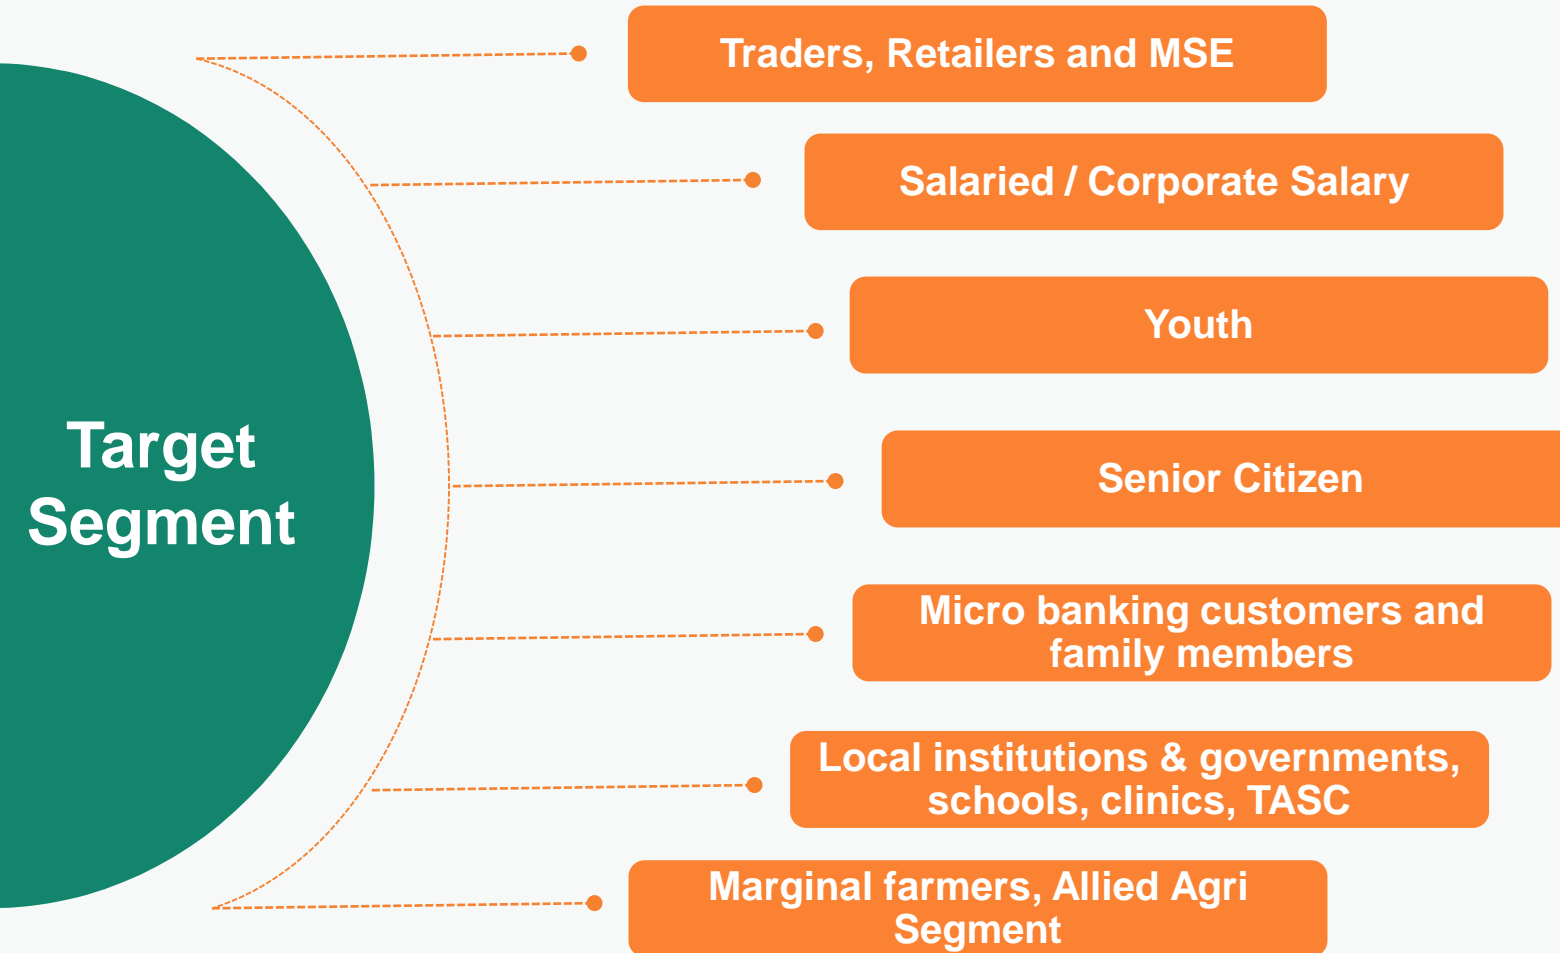 Traders, Retailers and MSE
Salaried / Corporate Salary
Youth
Target
Segment
Senior Citizen
Micro banking customers and
family members
Local institutions & governments,
schools, clinics, TASC
Marginal farmers, Allied Agri
Segment